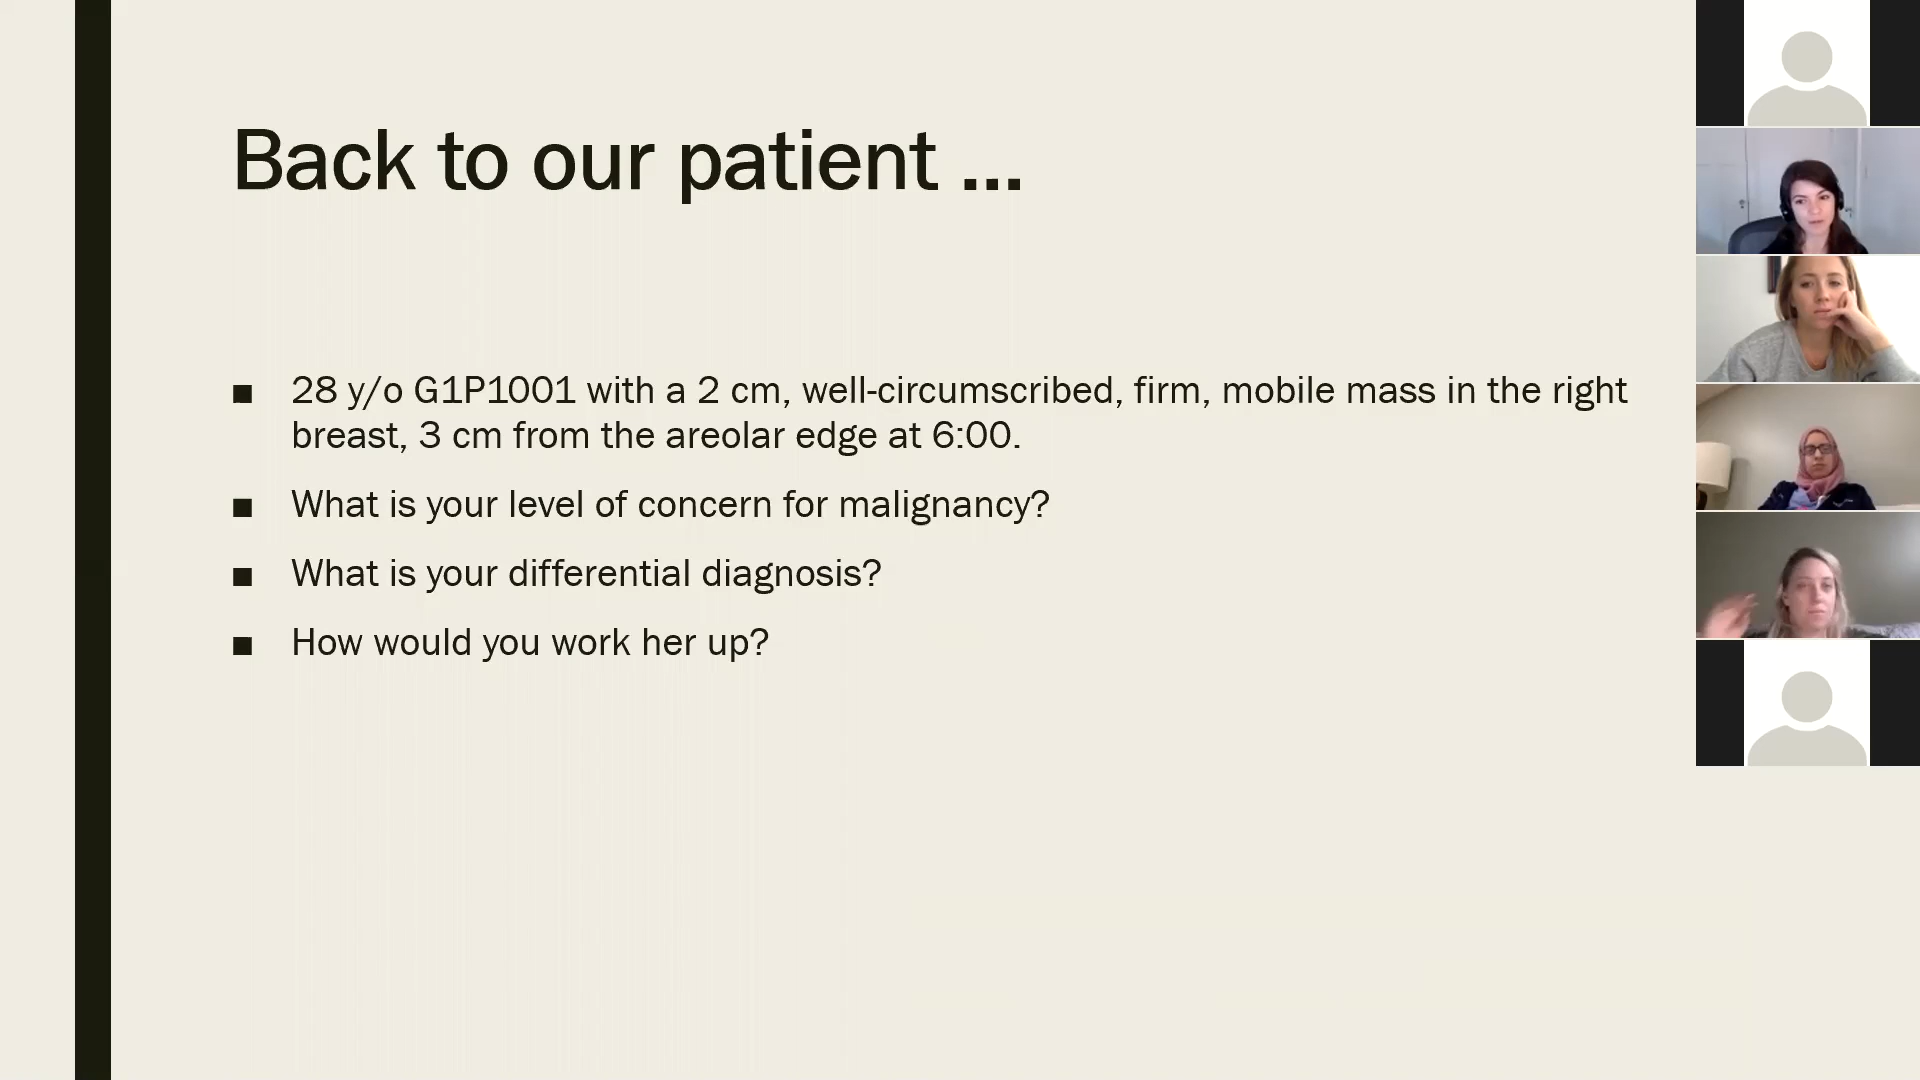 Back to our patient ...
■ 28 y/o G1P1001 with a 2 cm, well-circumscribed, firm, mobile mass in the right
breast, 3 cm from the areolar edge at 6:00.
■ What is your level of concern for malignancy?
■ What is your differential diagnosis?
■ How would you work her up?